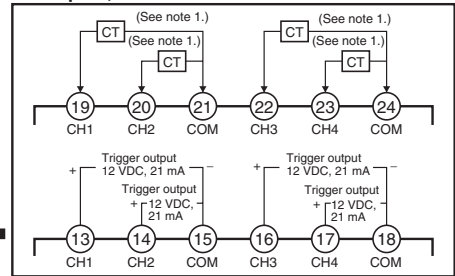 (See note 1.) (See note 1.)
CT (See note 1.) CT (See note 1.)
CT CT
19 20 21 22 23 24
CH1 CH2 COM CH3 CH4 COM
Trigger output Trigger output
+ 12 VDC, 21 mA − + 12 VDC, 21 mA −
Trigger output Trigger output
+ 12 VDC, − + 12 VDC, −
21 mA 21 mA
13 14 15 16 17 18
CH1 CH2 COM CH3 CH4 COM